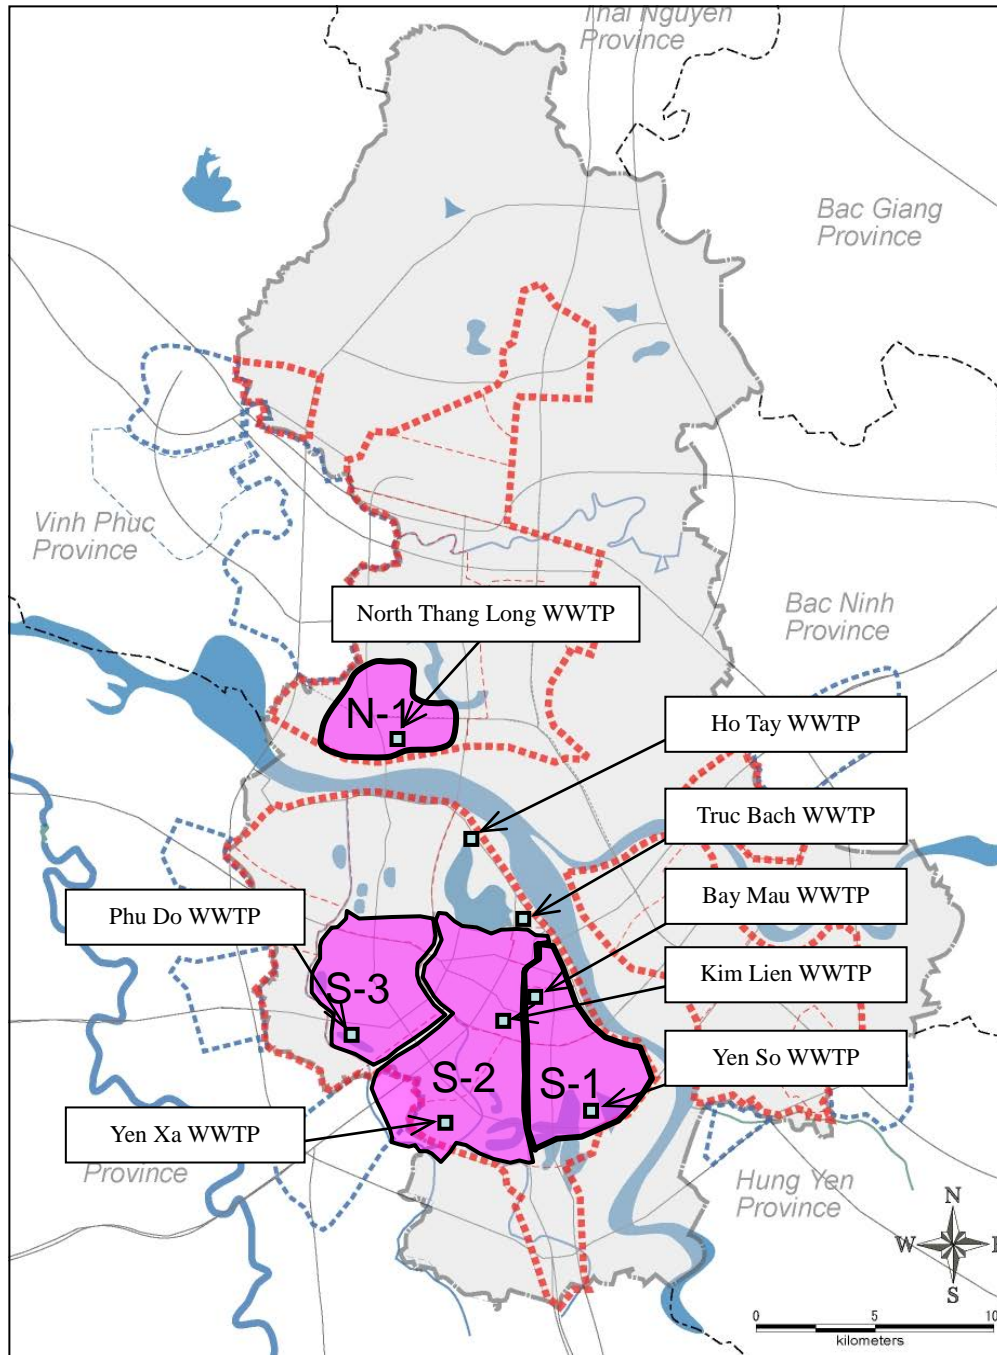 Thai Nguyen
Province
Bac Giang
Province
Vinh Phuc
Province
North Thang Long WWTP
Bac Ninh
Province
N-1
Ho Tay WWTP
Truc Bach WWTP
Bay Mau WWTP
Phu Do WWTP
Kim Lien WWTP
S-3
Yen So WWTP
S-2
S-1
Yen Xa WWTP
Province
Hung Yen
Province
N
W
E
S
0 5 10
kilometers